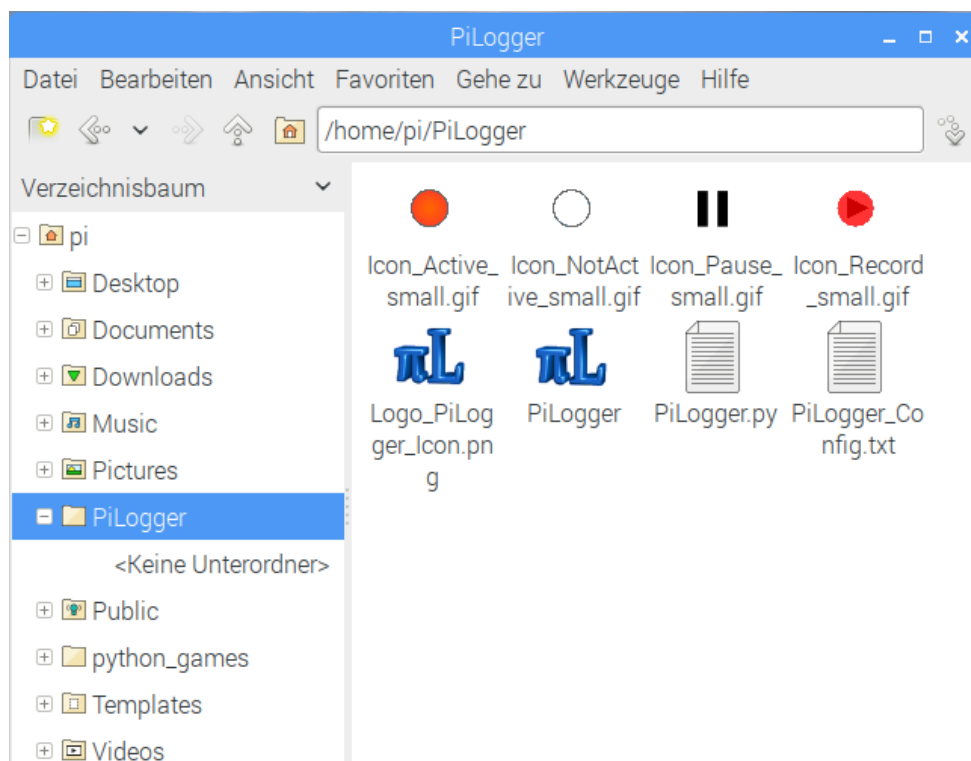 PiLogger
Datei Bearbeiten Ansicht Favoriten Gehe zu Werkzeuge Hilfe
/home/pi/PiLogger
Verzeichnisbaum
pi
Desktop
Documents
Downloads
Music
Pictures
PiLogger
<Keine Unterordner>
Public
python_games
Templates
Videos
Icon_Active_
small.gif
Icon_NotAct
ive_small.gif
Icon_Pause_
small.gif
Icon_Record
_small.gif
πL
Logo_PiLog
ger_Icon.pn
g
πL
PiLogger
PiLogger.py
PiLogger_Co
nfig.txt